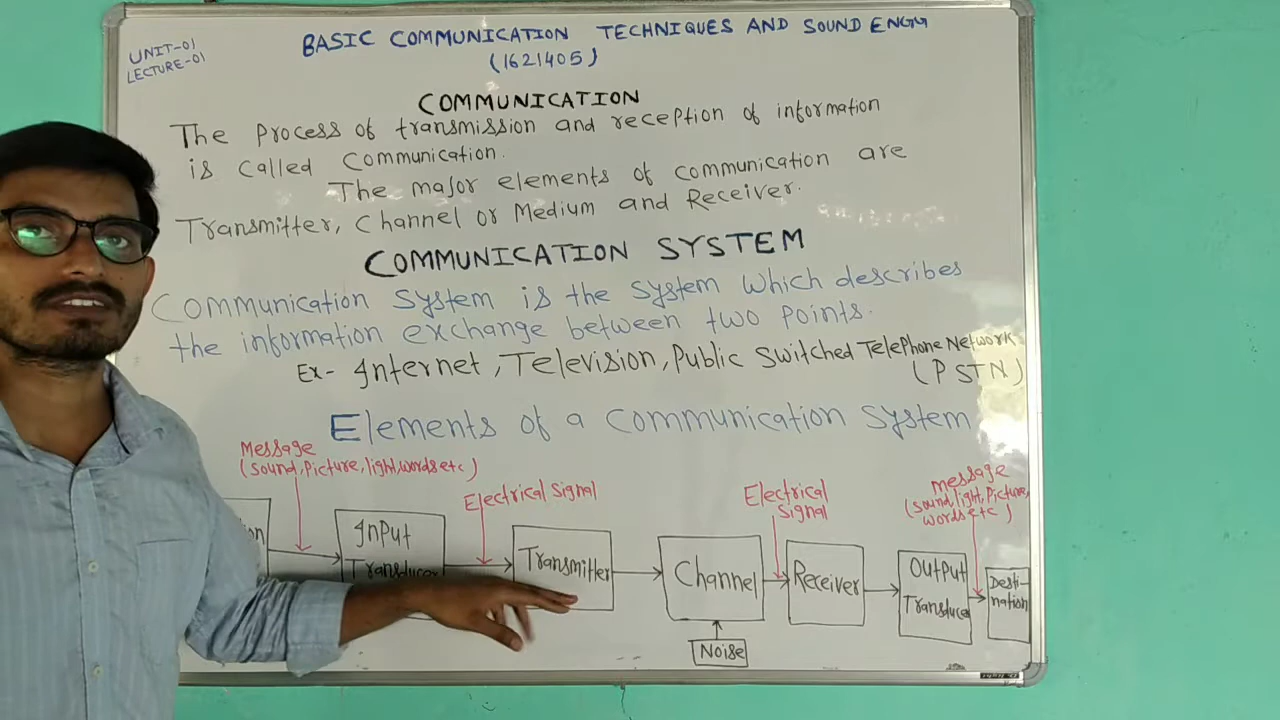 UNIT-01
LECTURE-01
BASIC COMMUNICATION TECHNIQUES AND SOUND ENGG
(1621405)
COMMUNICATION
The process of transmission and reception of information
is called Communication.
The major elements of communication are
Transmitter, Channel or Medium and Receiver.
COMMUNICATION SYSTEM
Communication system is the system which describes
the information exchange between two points.
Ex- Internet, Television, Public Switched Telephone Network
(PSTN)
Elements of a communication system
Message
(sound, picture, light, words etc)
Electrical Signal
Electrical
Signal
message
(sound, light, picture,
words etc)
Input
Transducer
Transmitter
Channel
Receiver
Output
Transducer
Desti-
nation
Noise